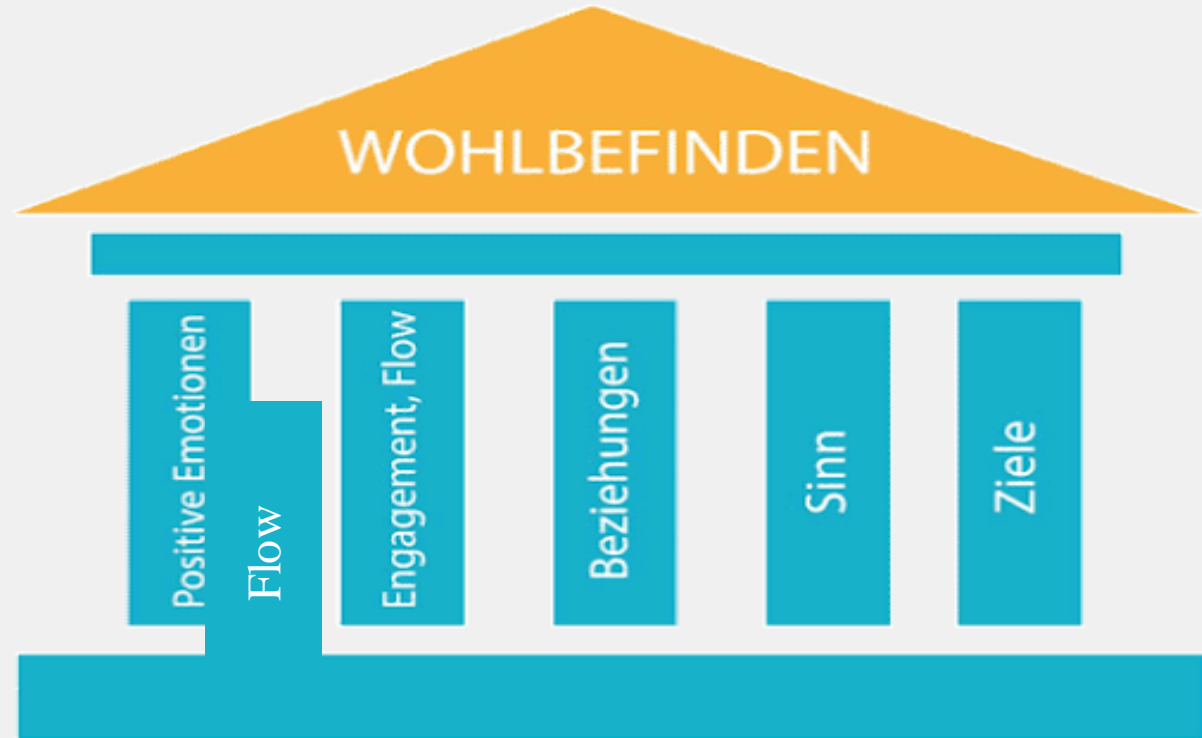 WOHLBEFINDEN
Positive Emotionen
Flow
Engagement, Flow
Beziehungen
Sinn
Ziele